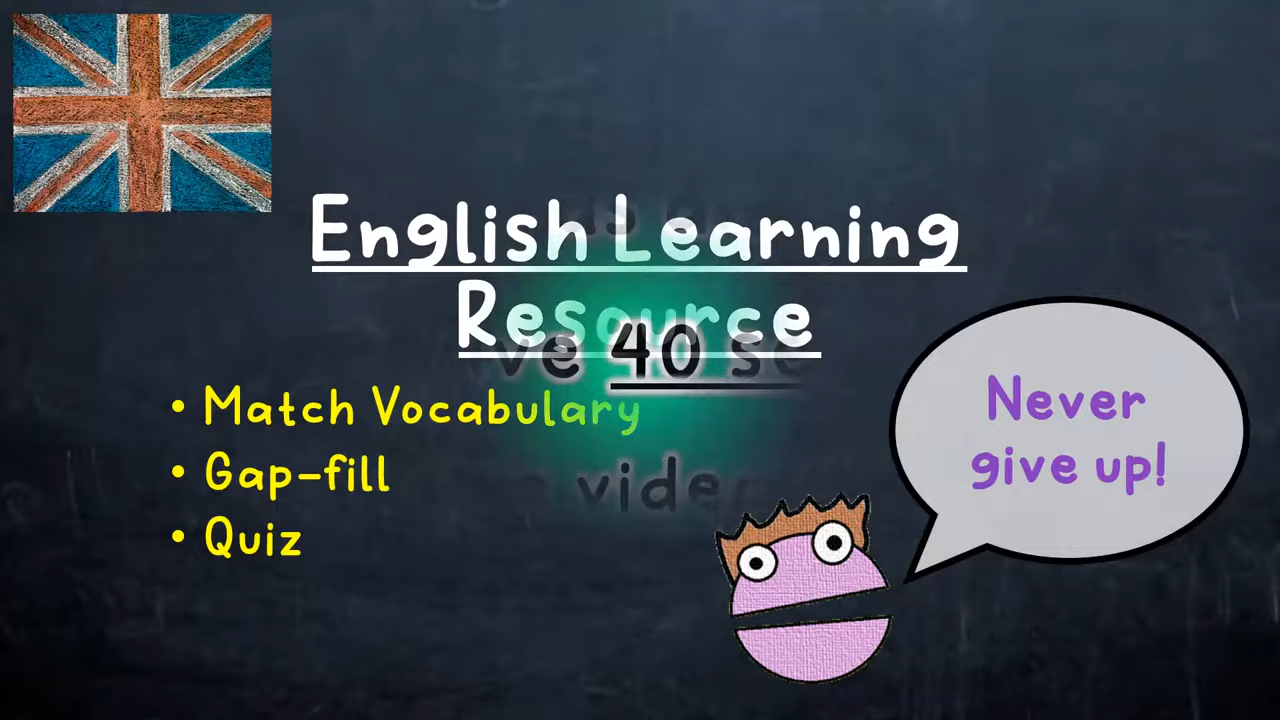 English Learning
Resource
40
• Match Vocabulary
• Gap-fill
• Quiz
Never
give up!